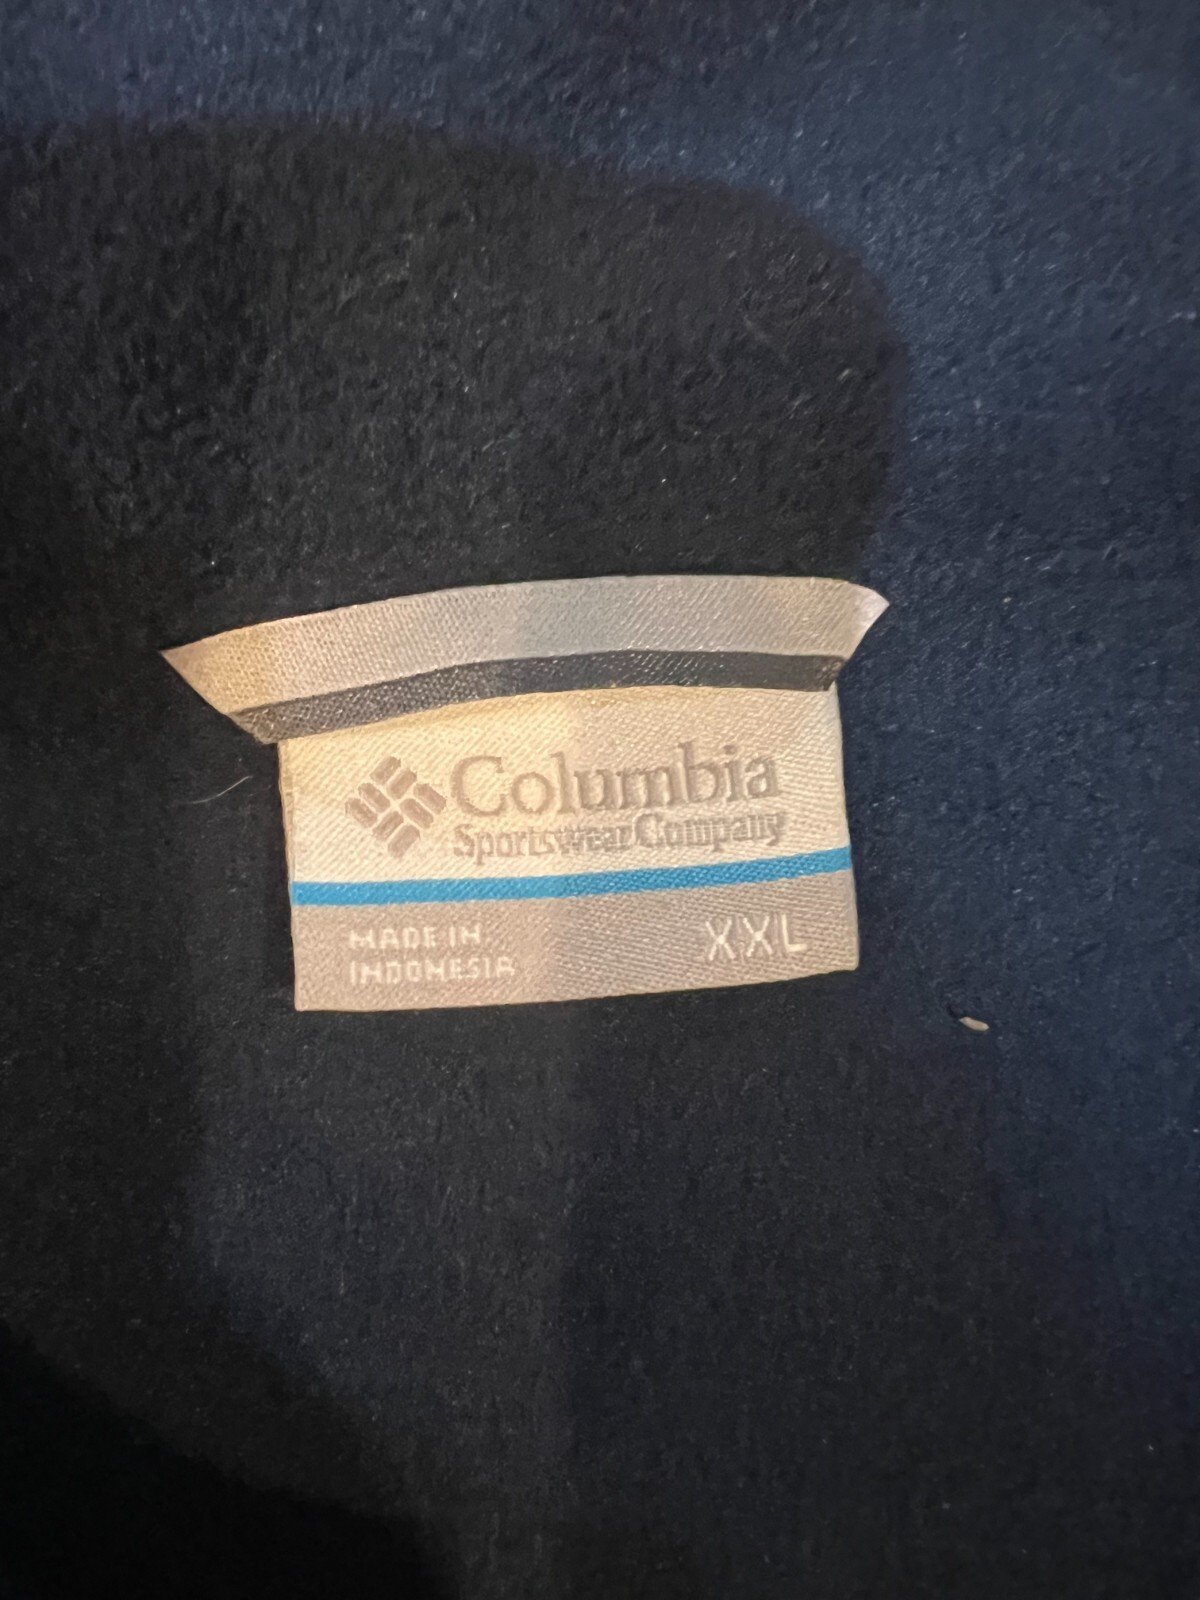 Columbia
Sportswear Company
MADE IN
INDONESIA
XXL